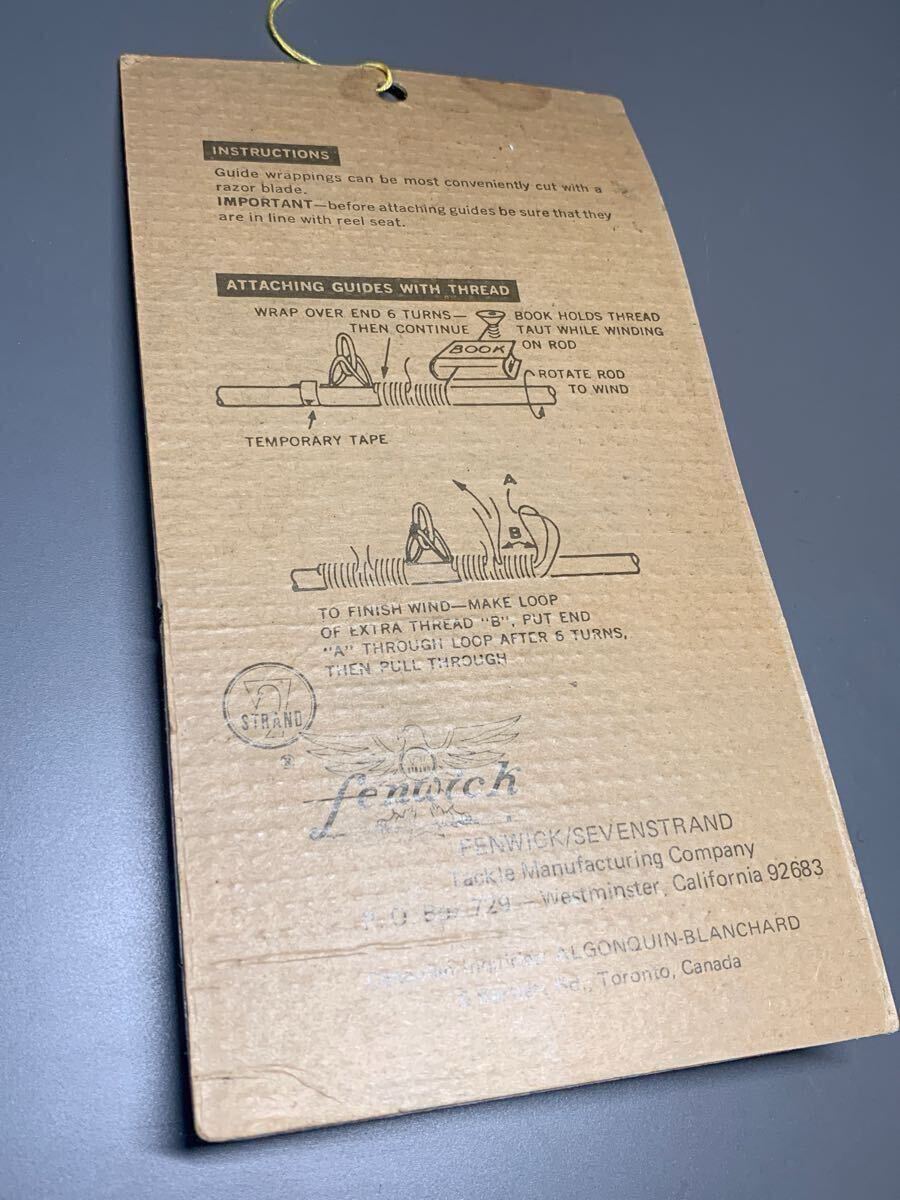 INSTRUCTIONS
Guide wrappings can be most conveniently cut with a
razor blade.
IMPORTANT—before attaching guides be sure that they
are in line with reel seat.
ATTACHING GUIDES WITH THREAD
WRAP OVER END 6 TURNS—
THEN CONTINUE
BOOK HOLDS THREAD
TAUT WHILE WINDING
ON ROD
BOOK
ROTATE ROD
TO WIND
TEMPORARY TAPE
A
B
TO FINISH WIND—MAKE LOOP
OF EXTRA THREAD "B", PUT END
"A" THROUGH LOOP AFTER 6 TURNS,
THEN PULL THROUGH
7
STRAND
®
fenwick
FENWICK/SEVENSTRAND
Tackle Manufacturing Company
P.O. Box 729 — Westminster, California 92683
ALGONQUIN-BLANCHARD
Rd., Toronto, Canada